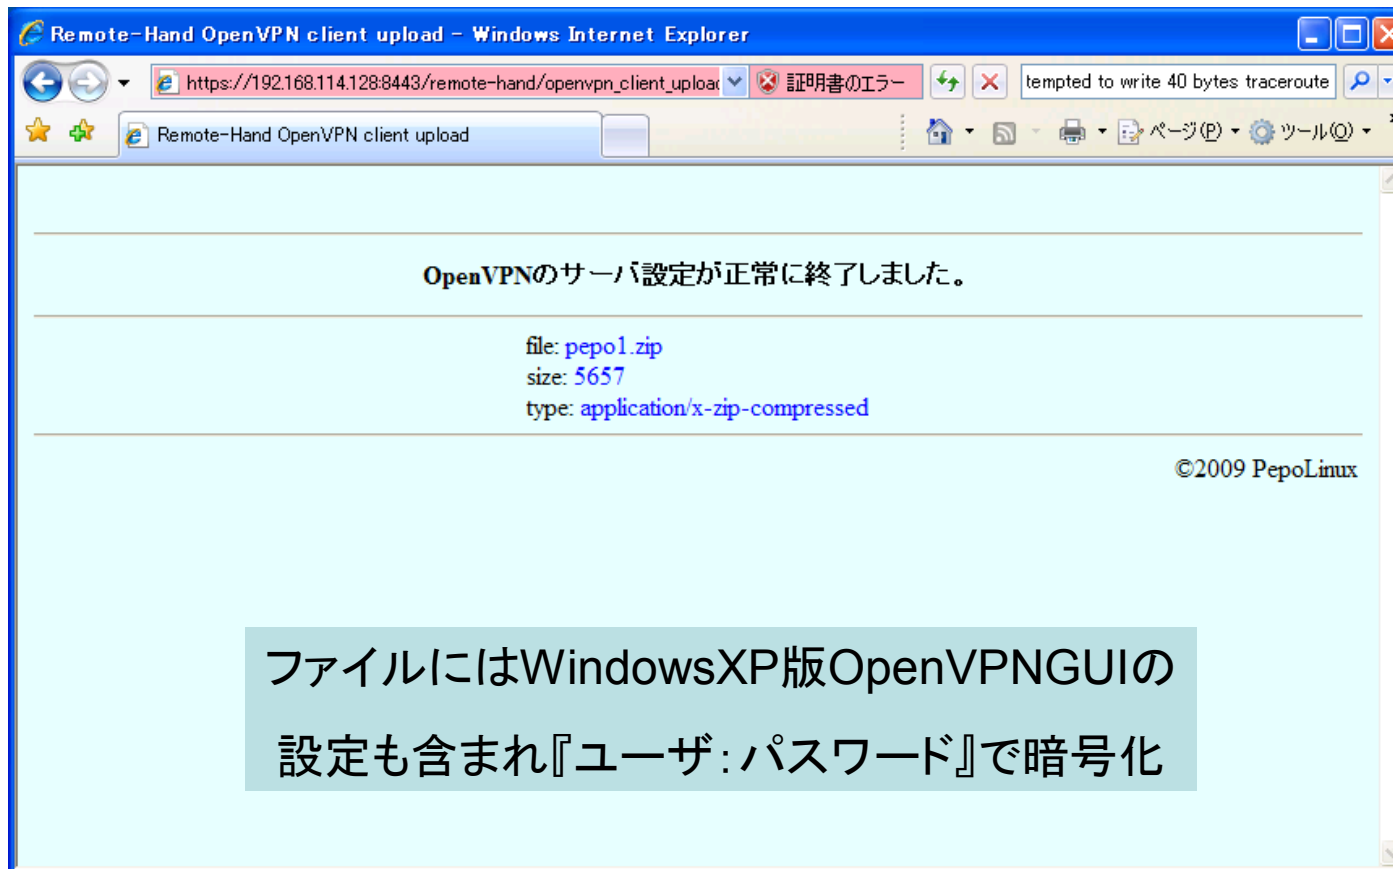 Remote-Hand OpenVPN client upload - Windows Internet Explorer
https://192.168.114.128:8443/remote-hand/openvpn_client_upload 証明書のエラー tempted to write 40 bytes traceroute
Remote-Hand OpenVPN client upload ページ(P) ツール(O)
OpenVPNのサーバ設定が正常に終了しました。
file: pepo1.zip
size: 5657
type: application/x-zip-compressed
©2009 PepoLinux
ファイルにはWindowsXP版OpenVPNGUIの
設定も含まれ『ユーザ：パスワード』で暗号化